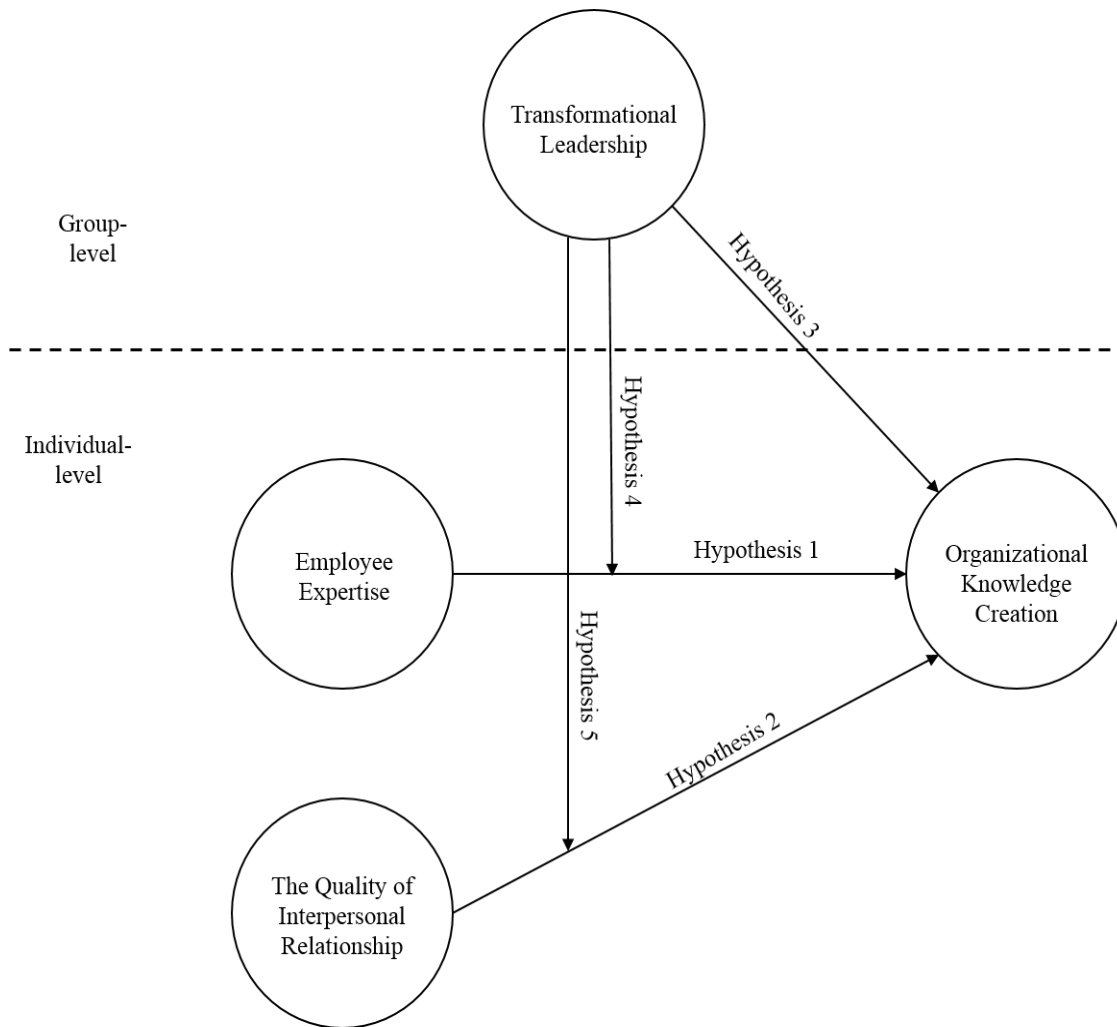 Transformational
Leadership
Group-
level
Hypothesis 3
Individual-
level
Hypothesis 4
Employee
Expertise
Hypothesis 1
Organizational
Knowledge
Creation
Hypothesis 5
Hypothesis 2
The Quality of
Interpersonal
Relationship